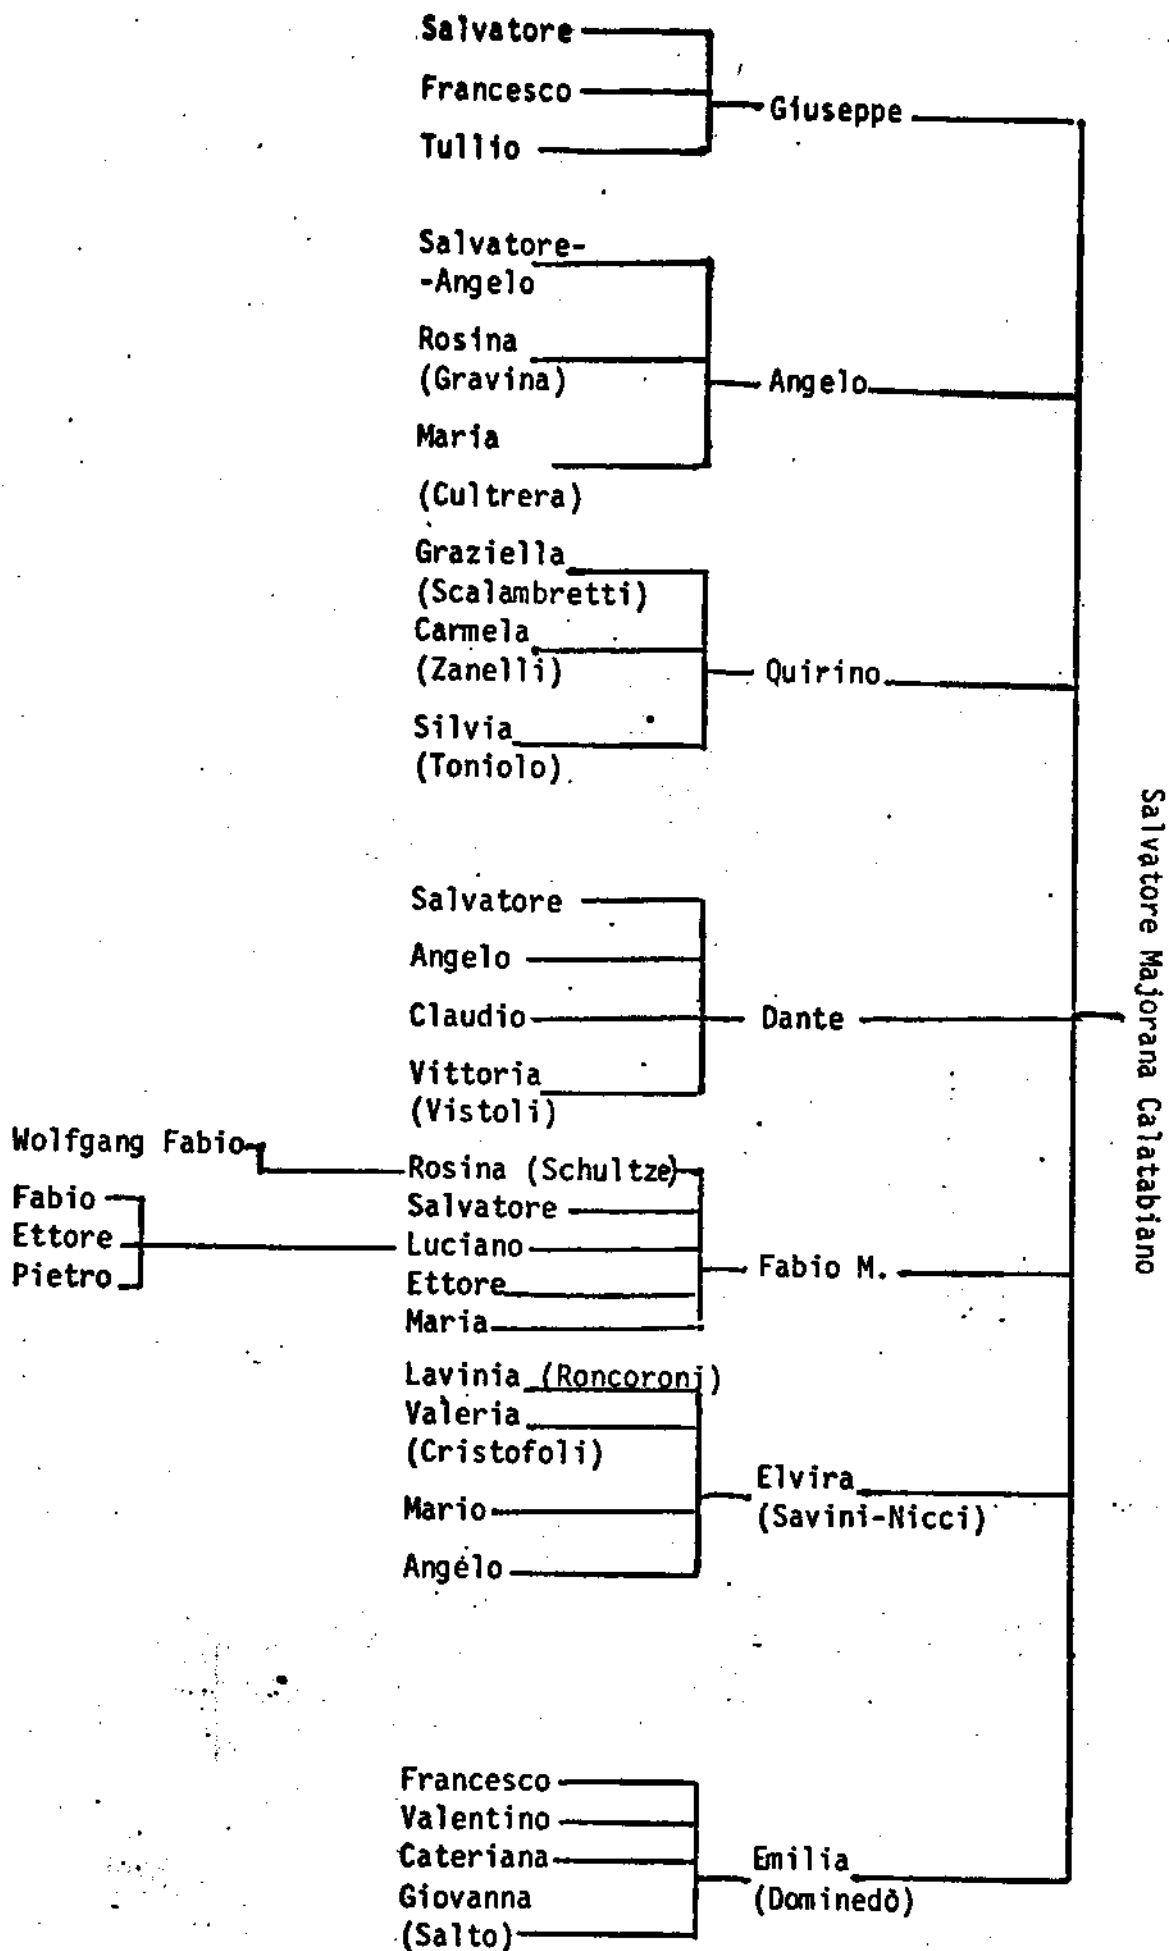 Salvatore
Francesco
Giuseppe
Tullio
Salvatore-
-Angelo
Rosina
(Gravina)
Angelo
Maria
(Cultrera)
Graziella
(Scalambretti)
Carmela
(Zanelli)
Quirino
Silvia
(Toniolo)
Salvatore Majorana Calatabiano
Salvatore
Angelo
Claudio
Dante
Vittoria
(Vistoli)
Wolfgang Fabio
Rosina (Schultze)
Fabio
Salvatore
Ettore
Luciano
Pietro
Ettore
Fabio M.
Maria
Lavinia (Roncoroni)
Valeria
(Cristofoli)
Elvira
(Savini-Nicci)
Mario
Angelo
Francesco
Valentino
Cateriana
Emilia
(Dominedò)
Giovanna
(Salto)